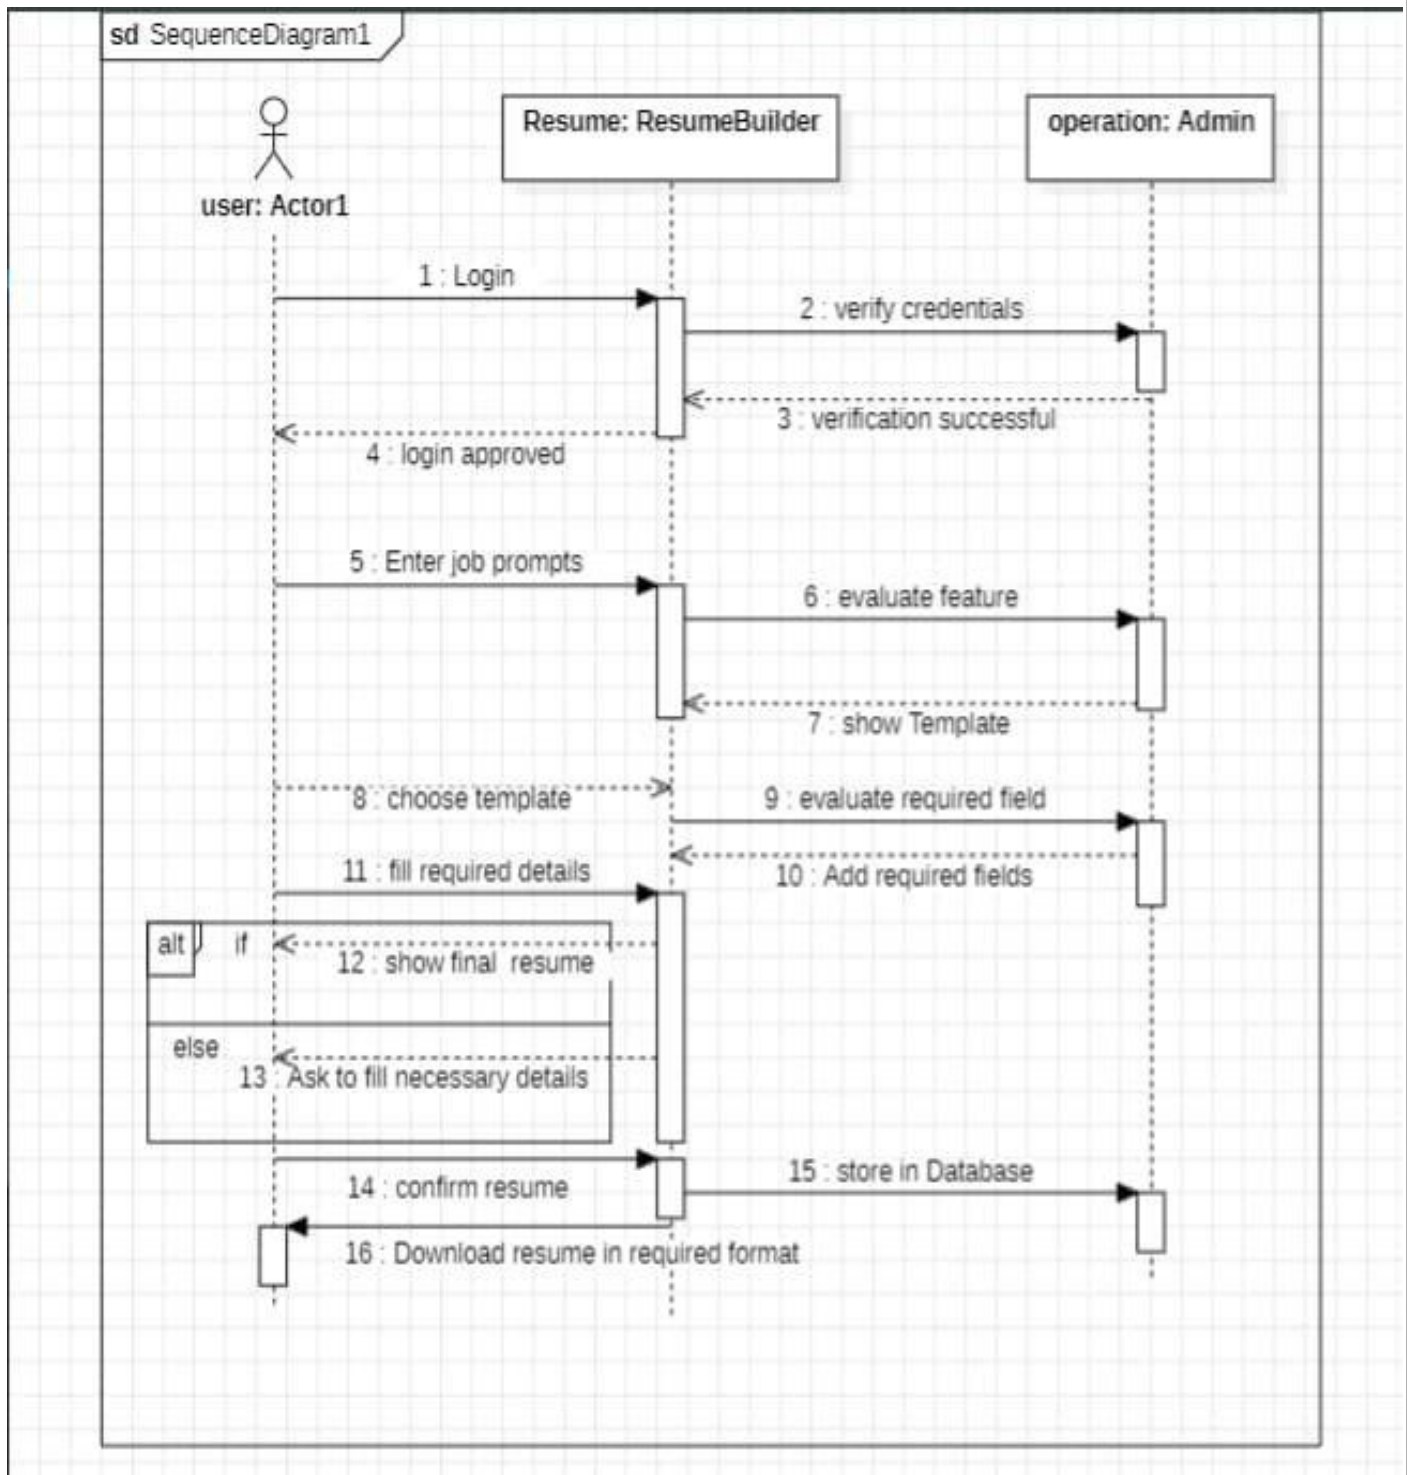 sd SequenceDiagram1
Resume: ResumeBuilder
operation: Admin
user: Actor1
1 : Login
2 : verify credentials
3 : verification successful
4 : login approved
5 : Enter job prompts
6 : evaluate feature
7 : show Template
8 : choose template
9 : evaluate required field
10 : Add required fields
11 : fill required details
alt if
12 : show final resume
else
13 : Ask to fill necessary details
14 : confirm resume
15 : store in Database
16 : Download resume in required format